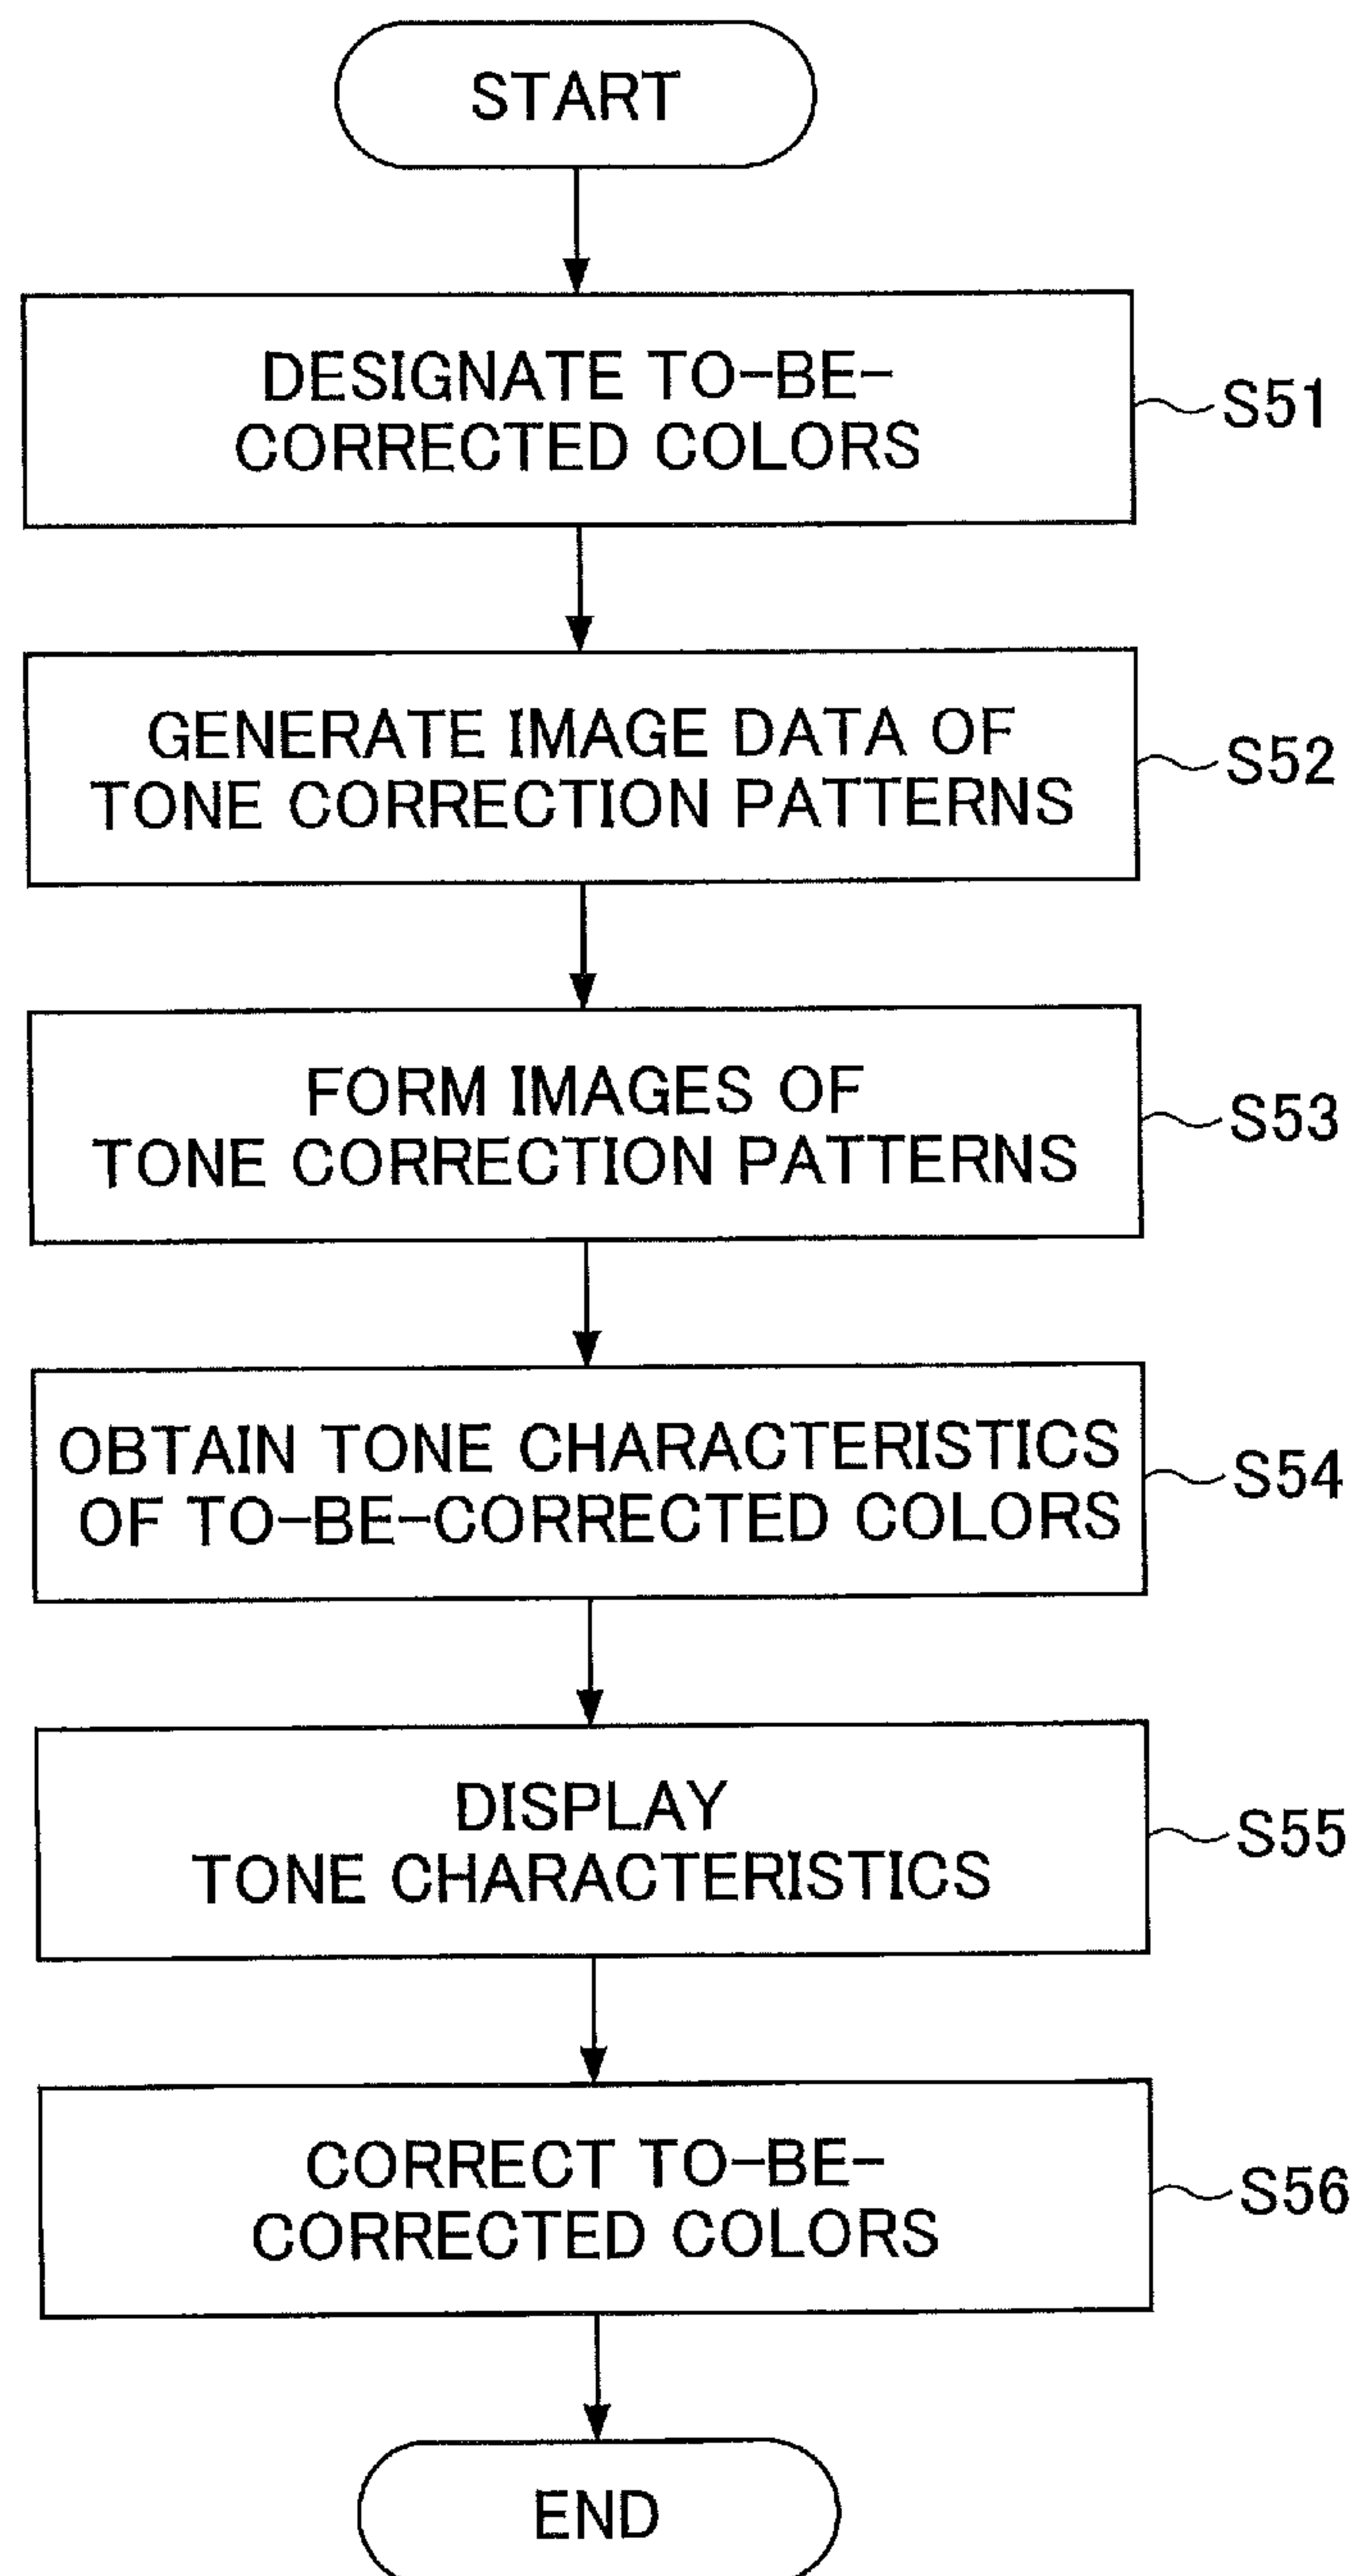 START
DESIGNATE TO-BE-
CORRECTED COLORS
S51
GENERATE IMAGE DATA OF
TONE CORRECTION PATTERNS
S52
FORM IMAGES OF
TONE CORRECTION PATTERNS
S53
OBTAIN TONE CHARACTERISTICS
OF TO-BE-CORRECTED COLORS
S54
DISPLAY
TONE CHARACTERISTICS
S55
CORRECT TO-BE-
CORRECTED COLORS
S56
END